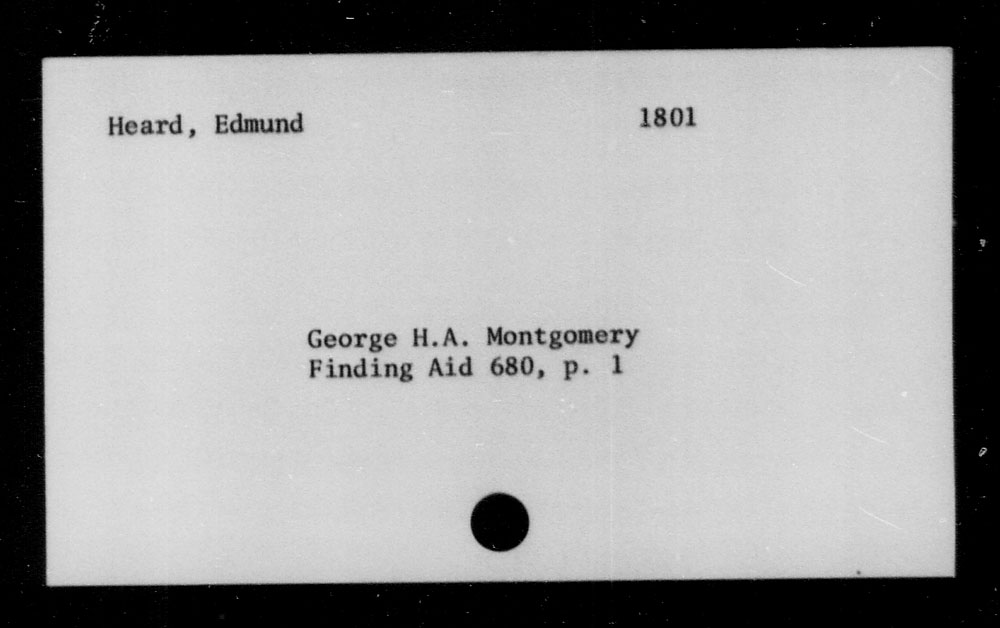 Heard, Edmund 1801
George H.A. Montgomery
Finding Aid 680, p. 1